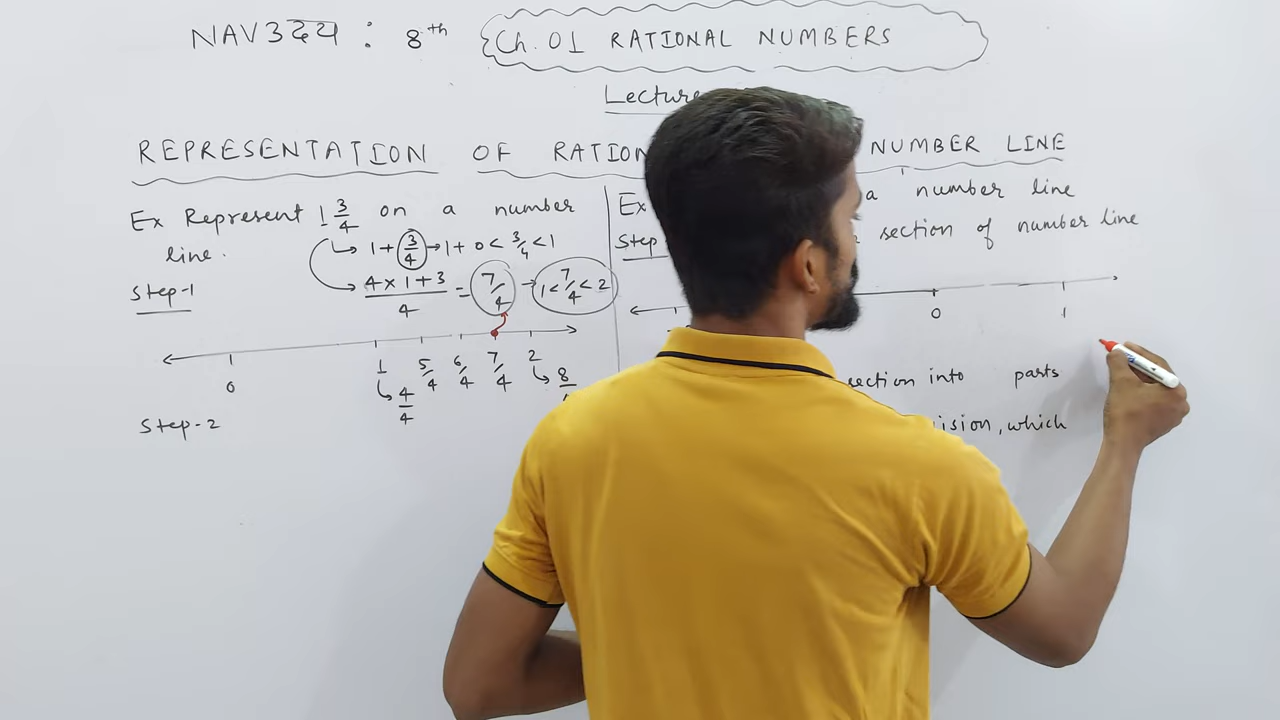 NAV3दय : 8th Ch. 01 RATIONAL NUMBERS
Lecture
REPRESENTATION OF RATION NUMBER LINE
Ex Represent 1 3/4 on a number
line.
↳ 1 + 3/4 → 1 + 0 < 3/4 < 1
Step-1
↳ 4 x 1 + 3 / 4 = 7/4 → 1 < 7/4 < 2
0 1 5/4 6/4 7/4 2
↳ 4/4 ↳ 8
Step-2
Ex a number line
Step section of number line
0 1
section into parts
ision, which